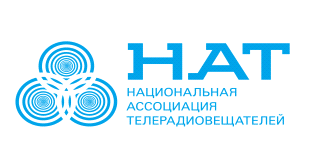 НАТ
НАЦИОНАЛЬНАЯ
АССОЦИАЦИЯ
ТЕЛЕРАДИОВЕЩАТЕЛЕЙ